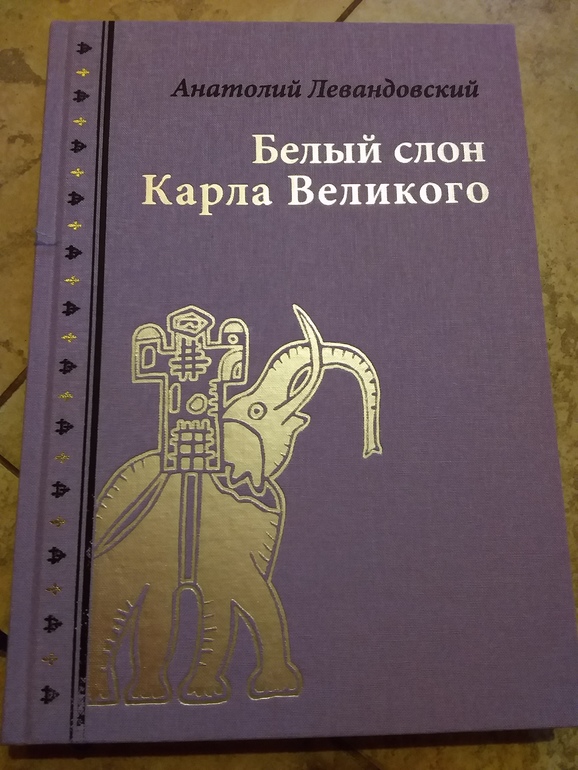 Анатолий Левандовский
Белый слон
Карла Великого